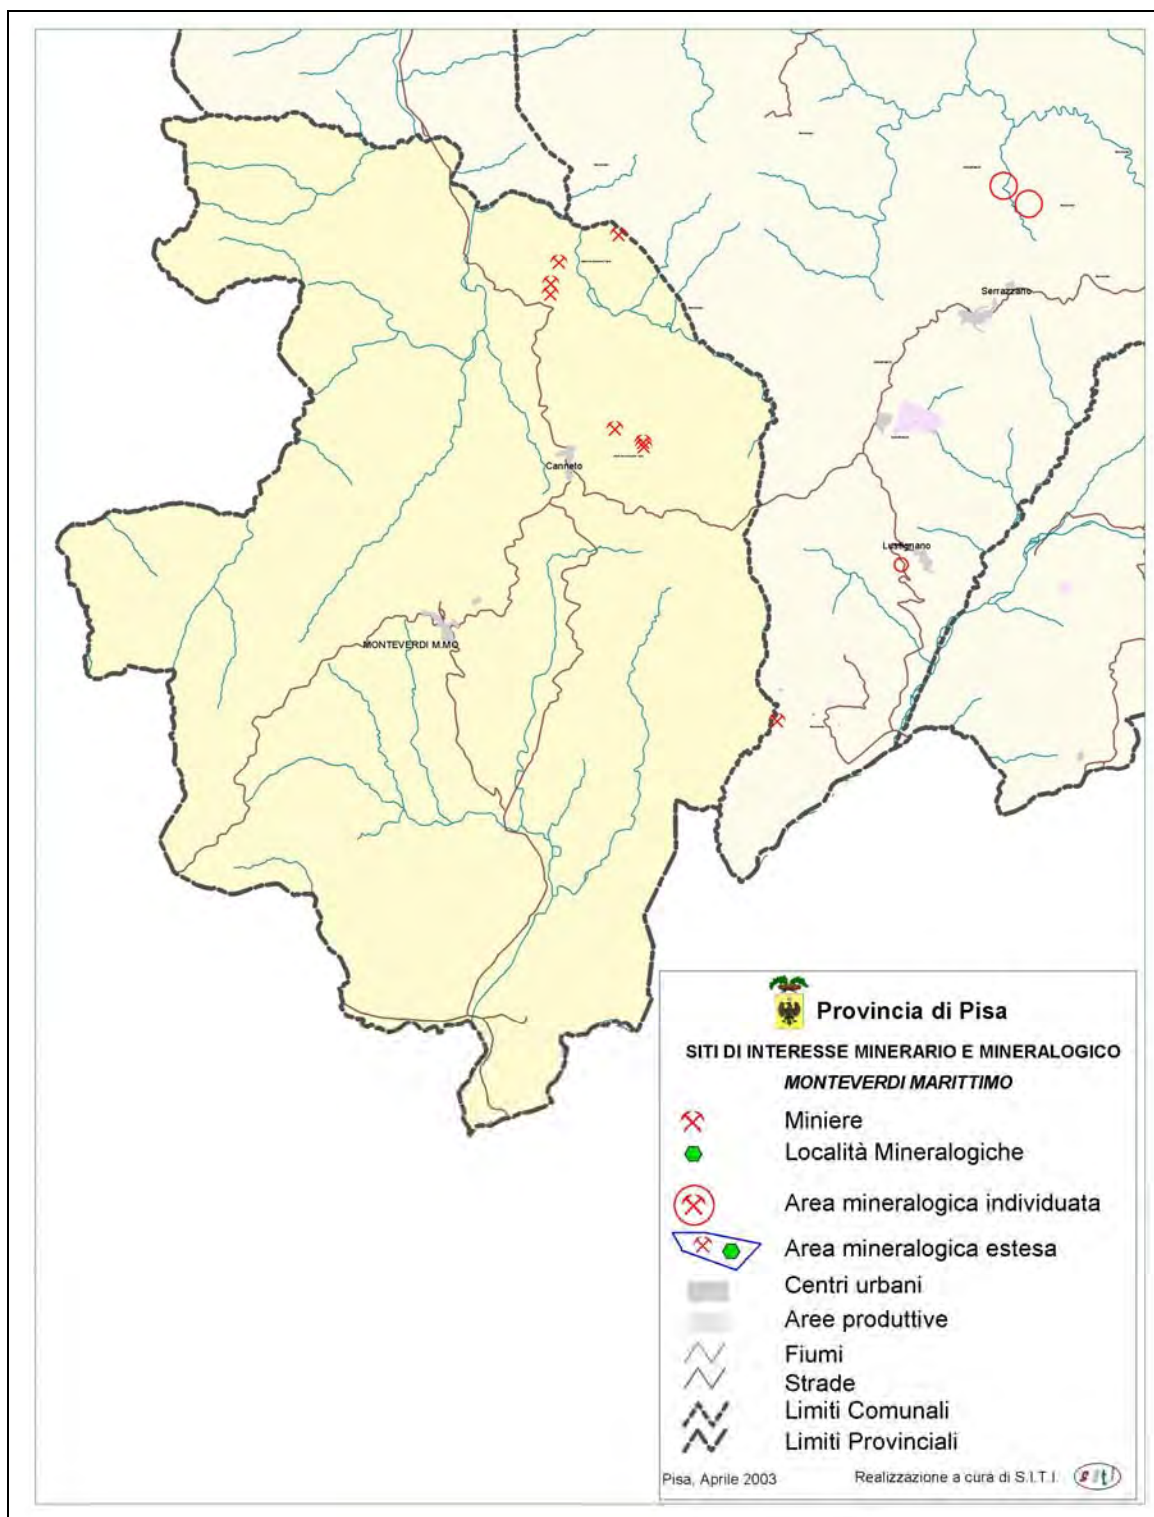 Serrazzano
Canneto
MONTEVERDI M.MO
Provincia di Pisa
SITI DI INTERESSE MINERARIO E MINERALOGICO
MONTEVERDI MARITTIMO
Miniere
Località Mineralogiche
Area mineralogica individuata
Area mineralogica estesa
Centri urbani
Aree produttive
Fiumi
Strade
Limiti Comunali
Limiti Provinciali
Pisa, Aprile 2003
Realizzazione a cura di S.I.T.I.